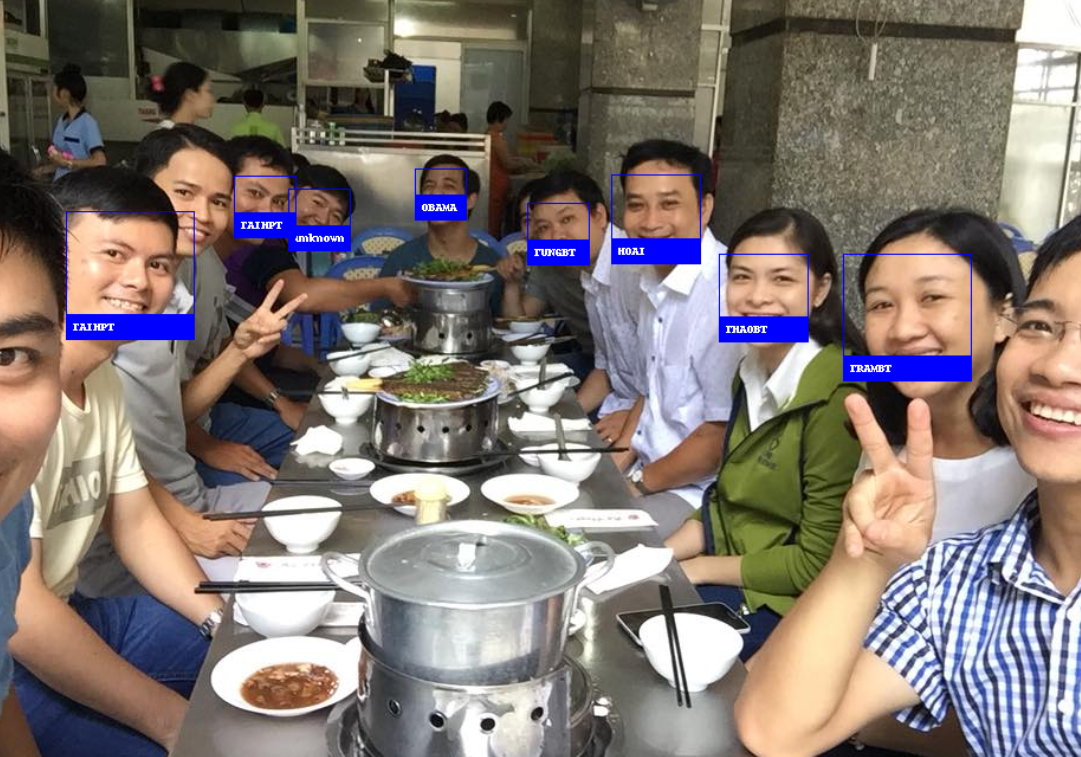 OBAMA
TAIHPT
unknown
TUNGBT
HOAI
TAIHPT
THAOBT
TRAMBT